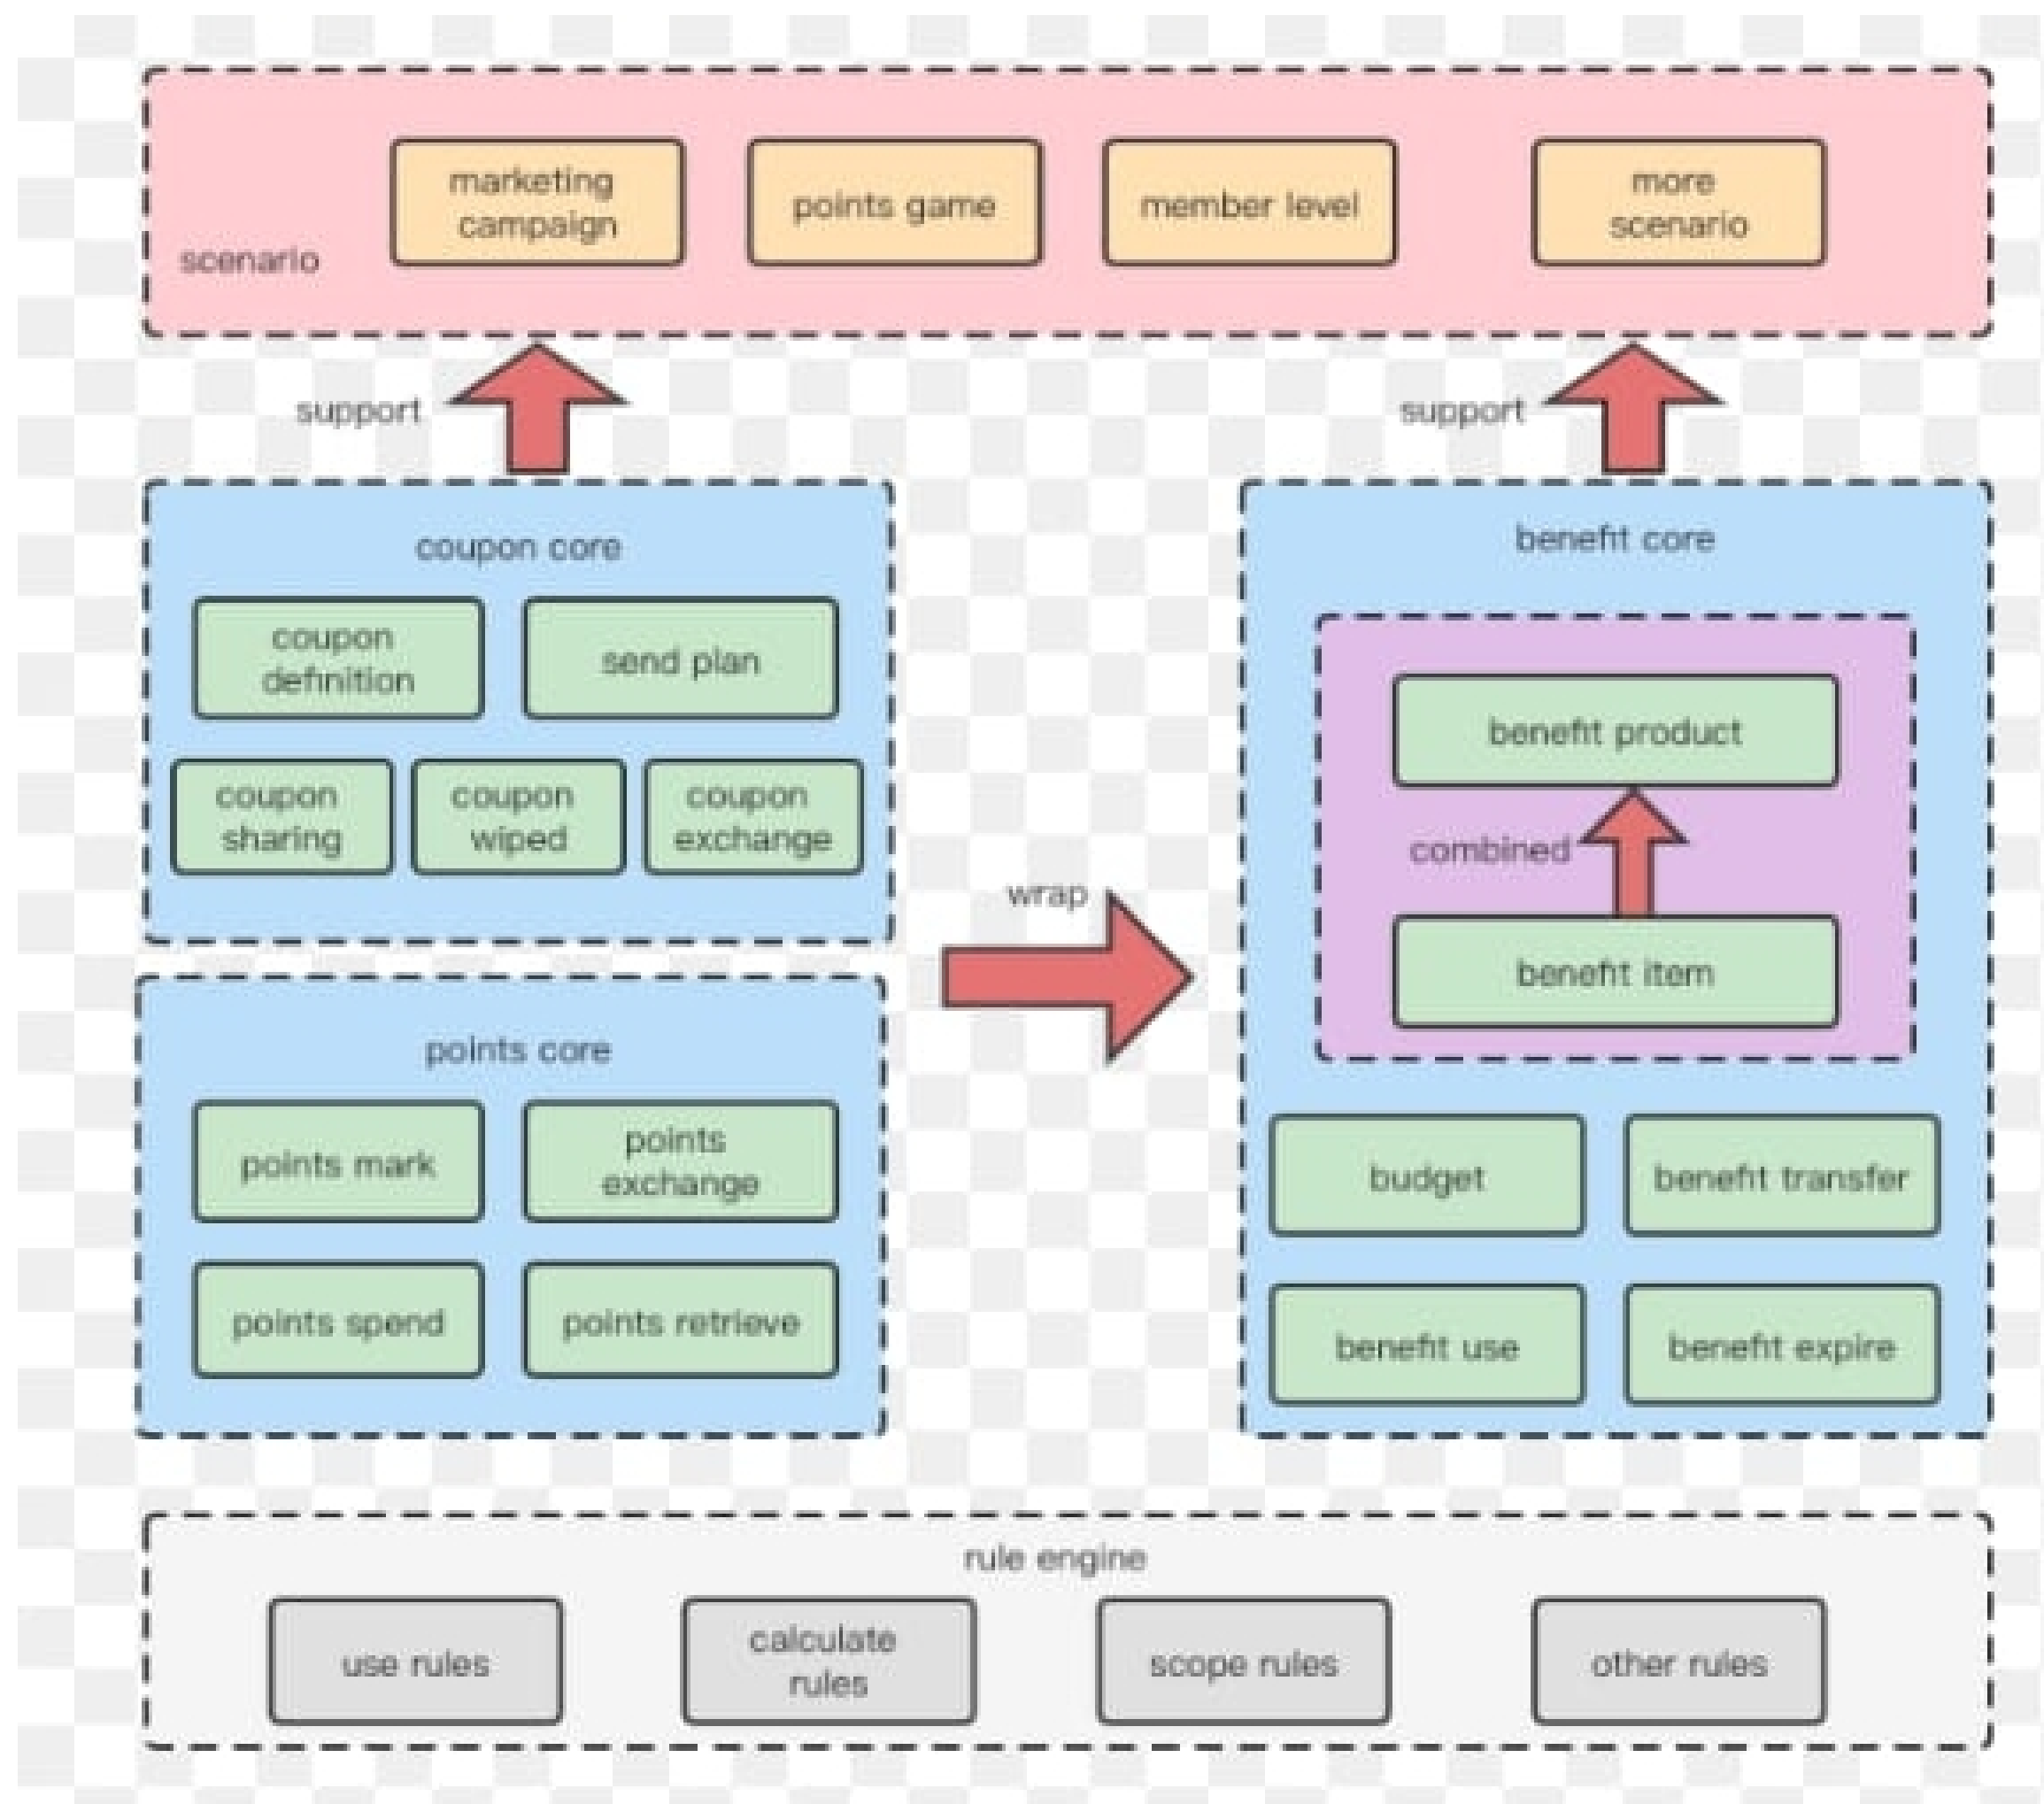 marketing
campaign
points game
member level
more
scenario
scenario
support
support
coupon core
coupon
definition
send plan
coupon
sharing
coupon
wiped
coupon
exchange
benefit core
benefit product
combined
benefit item
wrap
points core
points mark
points
exchange
points spend
points retrieve
budget
benefit transfer
benefit use
benefit expire
rule engine
use rules
calculate
rules
scope rules
other rules